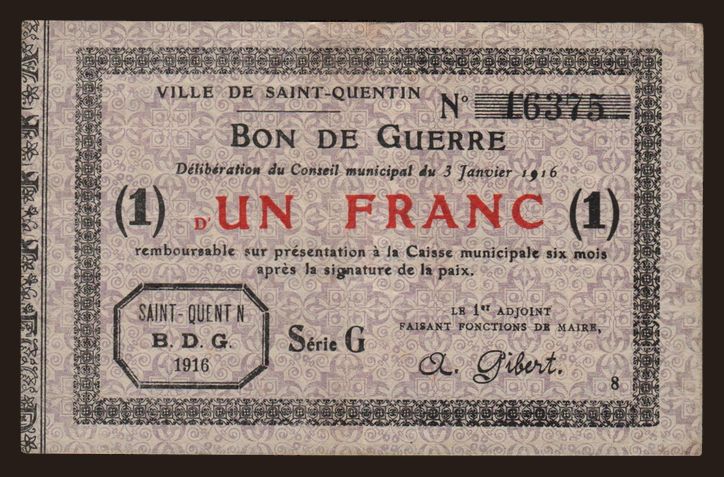 VILLE DE SAINT-QUENTIN N° 16375
BON DE GUERRE
Délibération du Conseil municipal du 3 Janvier 1916
(1) D'UN FRANC (1)
remboursable sur présentation à la Caisse municipale six mois
après la signature de la paix.
SAINT-QUENT N
B. D. G.
1916
Série G
LE 1er ADJOINT
FAISANT FONCTIONS DE MAIRE,
A. Gibert.
8